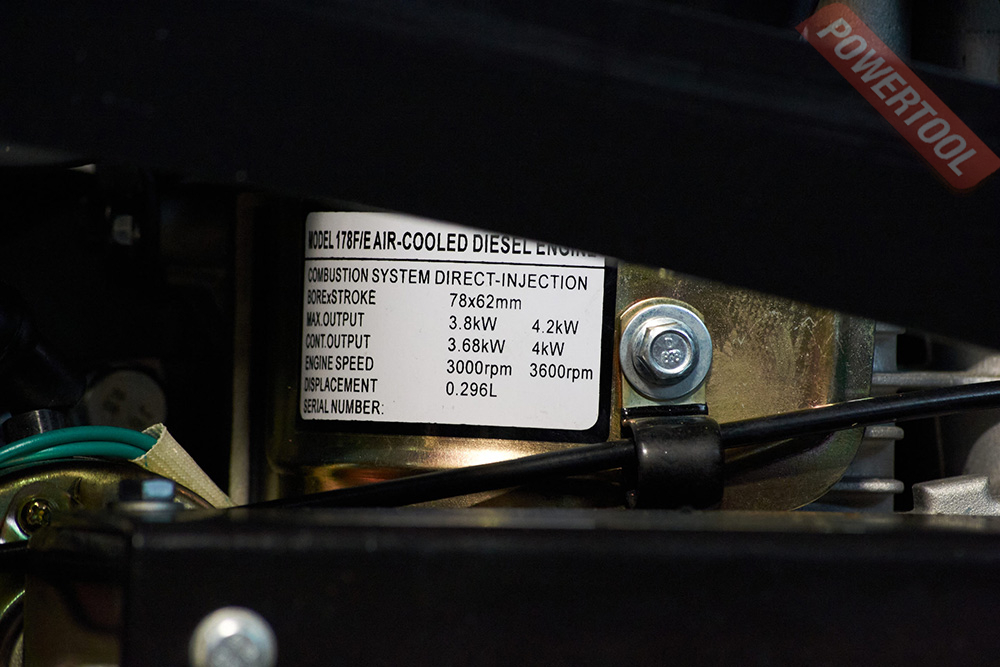 POWERTOOL
MODEL 178F/E AIR-COOLED DIESEL ENGINE
COMBUSTION SYSTEM DIRECT-INJECTION
BORExSTROKE 78x62mm
MAX.OUTPUT 3.8kW 4.2kW
CONT.OUTPUT 3.68kW 4kW
ENGINE SPEED 3000rpm 3600rpm
DISPLACEMENT 0.296L
SERIAL NUMBER: